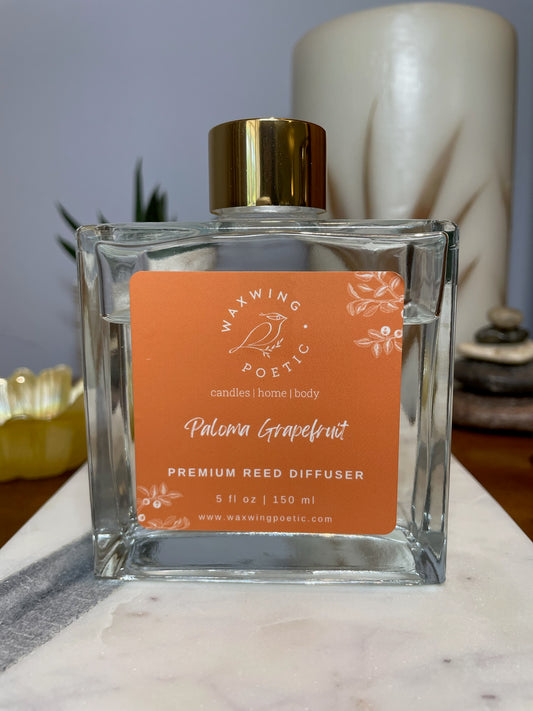 WAXWING
POETIC •
candles | home | body
Paloma Grapefruit
PREMIUM REED DIFFUSER
5 fl oz | 150 ml
www.waxwingpoetic.com